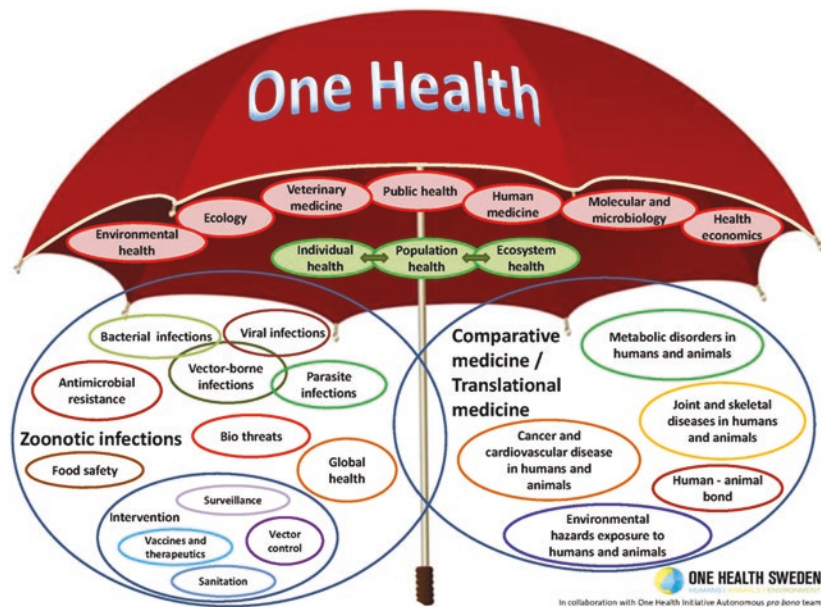 One Health
Public health
Veterinary
medicine
Human
medicine
Ecology
Molecular and
microbiology
Environmental
health
Health
economics
Individual
health
Population
health
Ecosystem
health
Bacterial infections
Viral infections
Vector-borne
infections
Parasite
infections
Antimicrobial
resistance
Zoonotic infections
Bio threats
Food safety
Global
health
Surveillance
Intervention
Vaccines and
therapeutics
Vector
control
Sanitation
Comparative
medicine /
Translational
medicine
Metabolic disorders in
humans and animals
Joint and skeletal
diseases in humans
and animals
Cancer and
cardiovascular disease
in humans and
animals
Human - animal
bond
Environmental
hazards exposure to
humans and animals
ONE HEALTH SWEDEN
HUMANS | ANIMALS | ENVIRONMENT
In collaboration with One Health Initiative Autonomous pro bono team